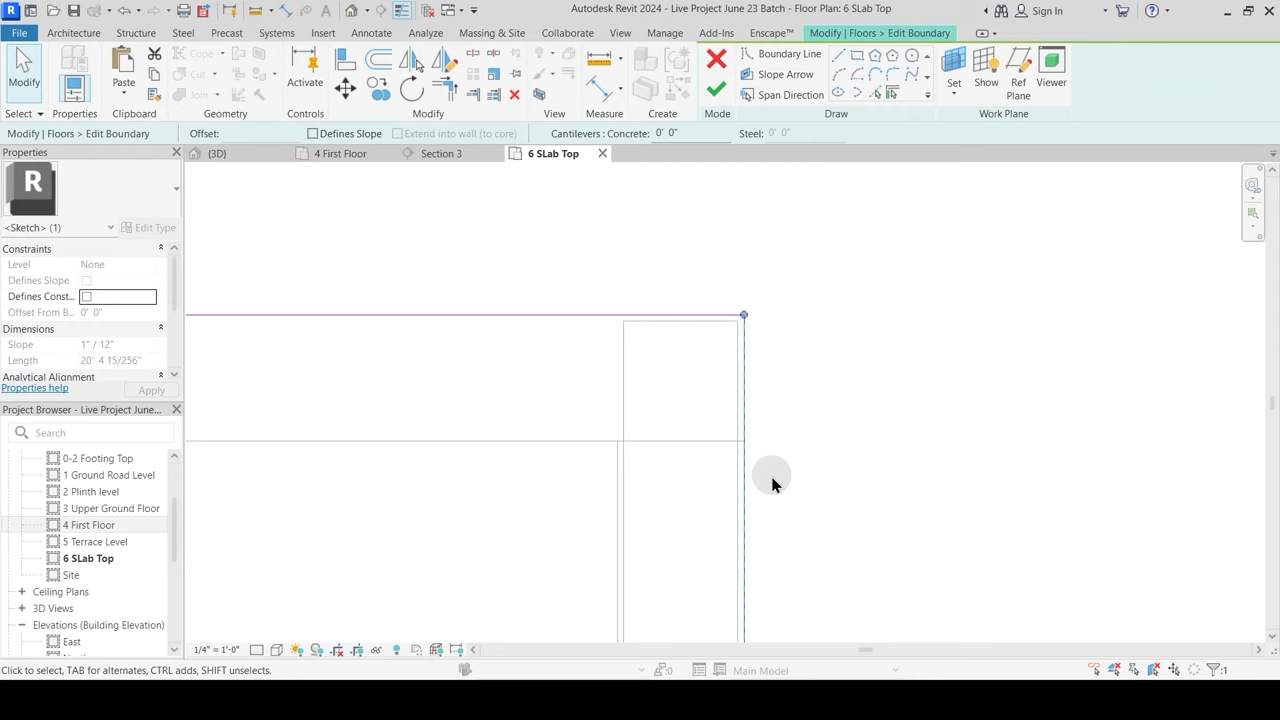 Autodesk Revit 2024 - Live Project June 23 Batch - Floor Plan: 6 SLab Top
Sign In
File Architecture Structure Steel Precast Systems Insert Annotate Analyze Massing & Site Collaborate View Manage Add-Ins Enscape™ Modify | Floors > Edit Boundary
Modify
Paste
Cope
Cut
Join
Activate
Boundary Line
Slope Arrow
Span Direction
Set
Show
Ref
Plane
Viewer
Select Properties Clipboard Geometry Controls Modify View Measure Create Mode Draw Work Plane
Modify | Floors > Edit Boundary Offset: Defines Slope Extend into wall (to core) Cantilevers : Concrete: 0' 0" Steel: 0' 0"
Properties
{3D} 4 First Floor Section 3 6 SLab Top
R
<Sketch> (1) Edit Type
Constraints
Level None
Defines Slope
Defines Const...
Offset From B... 0' 0"
Dimensions
Slope 1" / 12"
Length 20' 4 15/256"
Analytical Alignment
Properties help Apply
Project Browser - Live Project June...
Search
0-2 Footing Top
1 Ground Road Level
2 Plinth level
3 Upper Ground Floor
4 First Floor
5 Terrace Level
6 SLab Top
Site
Ceiling Plans
3D Views
Elevations (Building Elevation)
East
1/4" = 1'-0"
Click to select, TAB for alternates, CTRL adds, SHIFT unselects.
:0
Main Model
:1